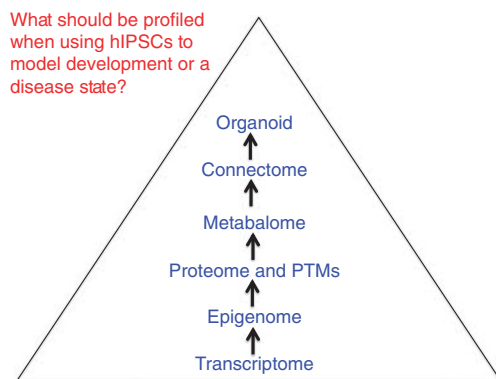 What should be profiled
when using hIPSCs to
model development or a
disease state?
Organoid
Connectome
Metabalome
Proteome and PTMs
Epigenome
Transcriptome